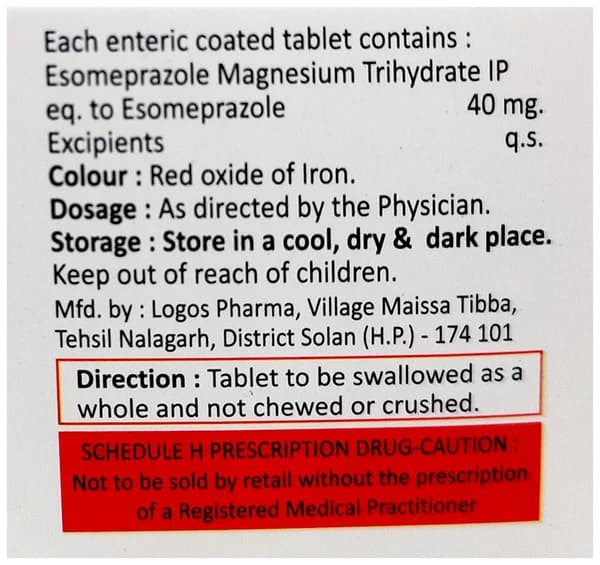 Each enteric coated tablet contains :
Esomeprazole Magnesium Trihydrate IP
eq. to Esomeprazole 40 mg.
Excipients q.s.
Colour : Red oxide of Iron.
Dosage : As directed by the Physician.
Storage : Store in a cool, dry & dark place.
Keep out of reach of children.
Mfd. by : Logos Pharma, Village Maissa Tibba,
Tehsil Nalagarh, District Solan (H.P.) - 174 101
Direction : Tablet to be swallowed as a
whole and not chewed or crushed.
SCHEDULE H PRESCRIPTION DRUG-CAUTION :
Not to be sold by retail without the prescription
of a Registered Medical Practitioner